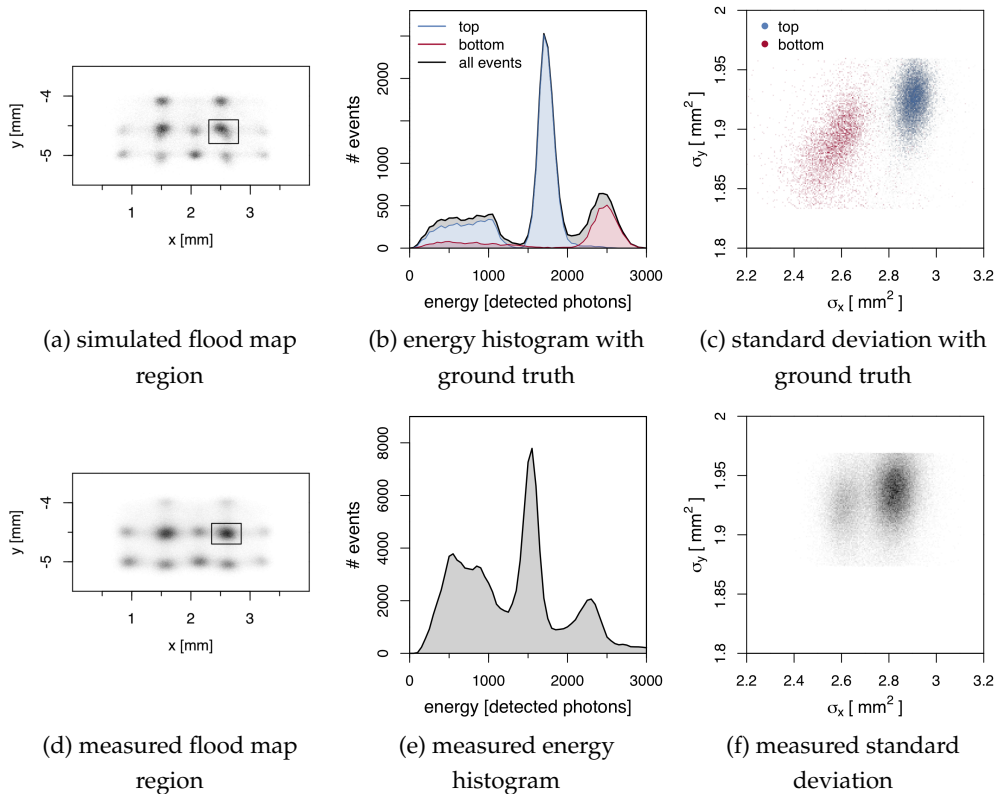 y [mm]
-4
-5
1
2
3
x [mm]
(a) simulated flood map
region
top
bottom
all events
# events
0
500
1000
2000
0
1000
2000
3000
energy [detected photons]
(b) energy histogram with
ground truth
top
bottom
σy [ mm2 ]
1.8
1.85
1.9
1.95
2
2.2
2.4
2.6
2.8
3
3.2
σx [ mm2 ]
(c) standard deviation with
ground truth
y [mm]
-4
-5
1
2
3
x [mm]
(d) measured flood map
region
# events
0
2000
4000
6000
8000
0
1000
2000
3000
energy [detected photons]
(e) measured energy
histogram
σy [ mm2 ]
1.8
1.85
1.9
1.95
2
2.2
2.4
2.6
2.8
3
3.2
σx [ mm2 ]
(f) measured standard
deviation